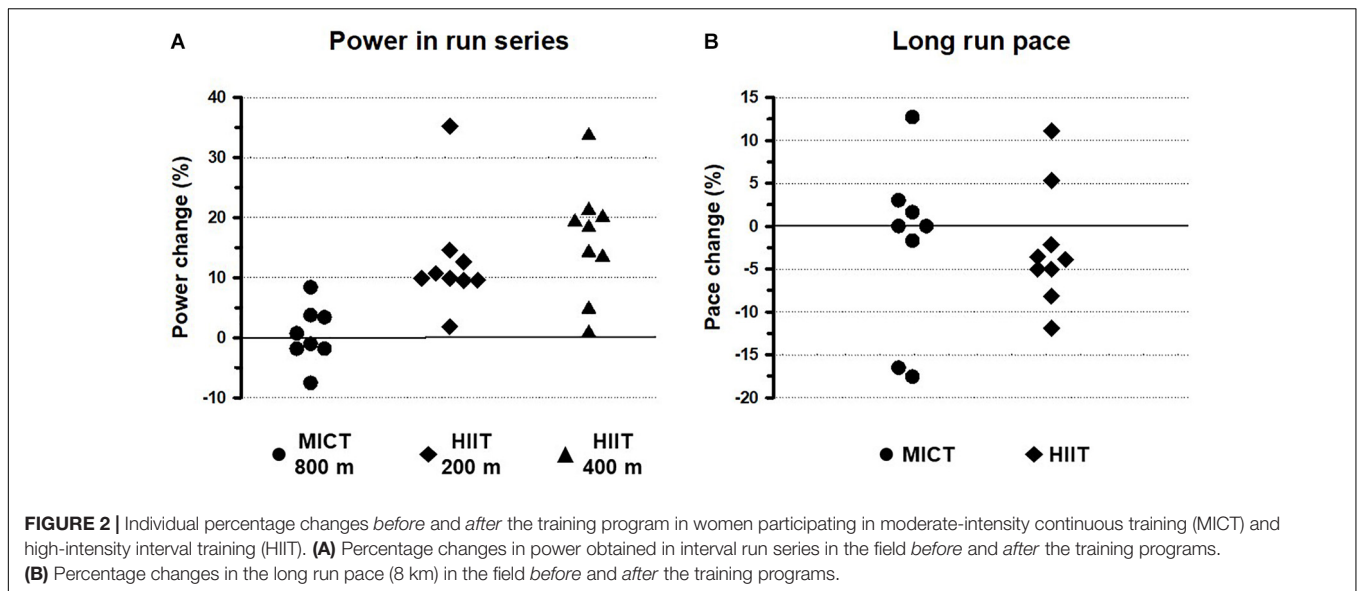 A Power in run series
40
30
20
10
0
-10
Power change (%)
MICT 800 m
HIIT 200 m
HIIT 400 m
B Long run pace
15
10
5
0
-5
-10
-15
-20
Pace change (%)
MICT HIIT
FIGURE 2 | Individual percentage changes before and after the training program in women participating in moderate-intensity continuous training (MICT) and
high-intensity interval training (HIIT). (A) Percentage changes in power obtained in interval run series in the field before and after the training programs.
(B) Percentage changes in the long run pace (8 km) in the field before and after the training programs.